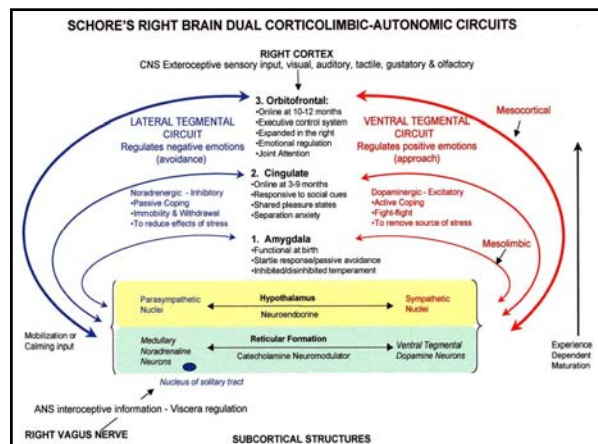 SCHORE'S RIGHT BRAIN DUAL CORTICOLIMBIC-AUTONOMIC CIRCUITS
RIGHT CORTEX
CNS Exteroceptive sensory input, visual, auditory, tactile, gustatory & olfactory
3. Orbitofrontal:
•Online at 10-12 months
•Executive control system
•Expanded in the right
•Emotional regulation
•Joint Attention
LATERAL TEGMENTAL
CIRCUIT
Regulates negative emotions
(avoidance)
VENTRAL TEGMENTAL
CIRCUIT
Regulates positive emotions
(approach)
Mesocortical
2. Cingulate
•Online at 3-9 months
•Responsive to social cues
•Shared pleasure states
•Separation anxiety
Noradrenergic - Inhibitory
•Passive Coping
•Immobility & Withdrawal
•To reduce effects of stress
Dopaminergic - Excitatory
•Active Coping
•Fight-flight
•To remove source of stress
1. Amygdala
•Functional at birth
•Startle response/passive avoidance
•Inhibited/disinhibited temperament
Mesolimbic
Parasympathetic
Nuclei
Hypothalamus
Neuroendocrine
Sympathetic
Nuclei
Mobilization or
Calming input
Medullary
Noradrenaline
Neurons
Reticular Formation
Catecholamine Neuromodulator
Ventral Tegmental
Dopamine Neurons
Experience
Dependent
Maturation
Nucleus of solitary tract
ANS interoceptive information - Viscera regulation
RIGHT VAGUS NERVE
SUBCORTICAL STRUCTURES